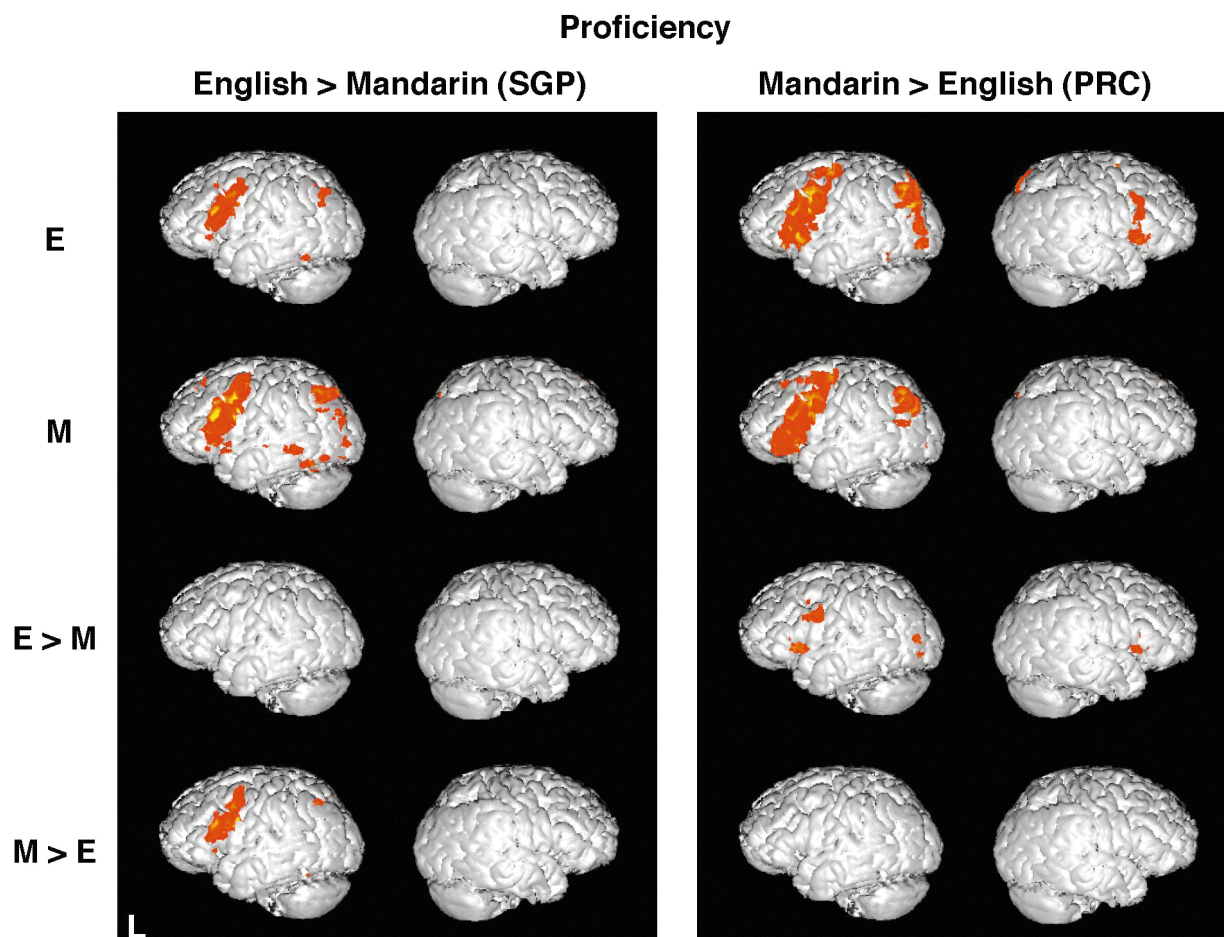 Proficiency
English > Mandarin (SGP)
Mandarin > English (PRC)
E
M
E > M
M > E
L